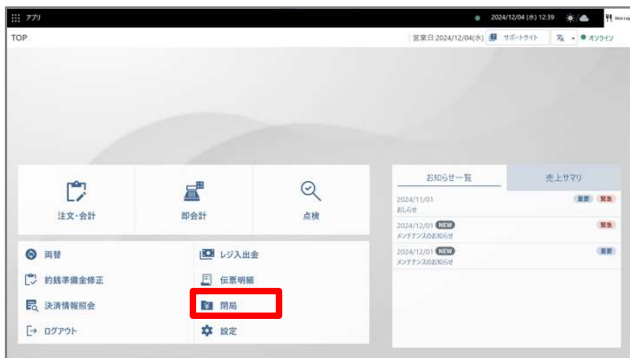 アプリ
2024/12/04 (水) 12:39
TOP
営業日:2024/12/04(水)
サポートサイト
オンライン
注文・会計
即会計
点検
両替
レジ入出金
釣銭準備金修正
伝票明細
決済情報照会
閉局
ログアウト
設定
お知らせ一覧
売上サマリ
2024/11/01
重要 緊急
おしらせ
2024/12/01 NEW
緊急
メンテナンスのお知らせ
2024/12/01 NEW
重要
メンテナンスのお知らせ